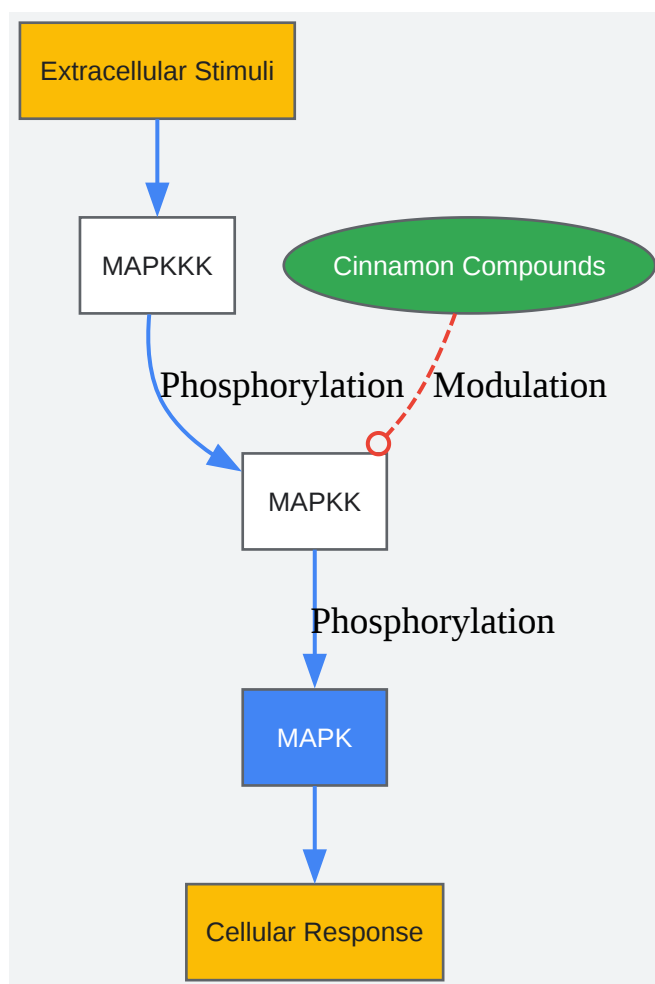 Extracellular Stimuli
MAPKKK
Cinnamon Compounds
Phosphorylation
Modulation
MAPKK
Phosphorylation
MAPK
Cellular Response